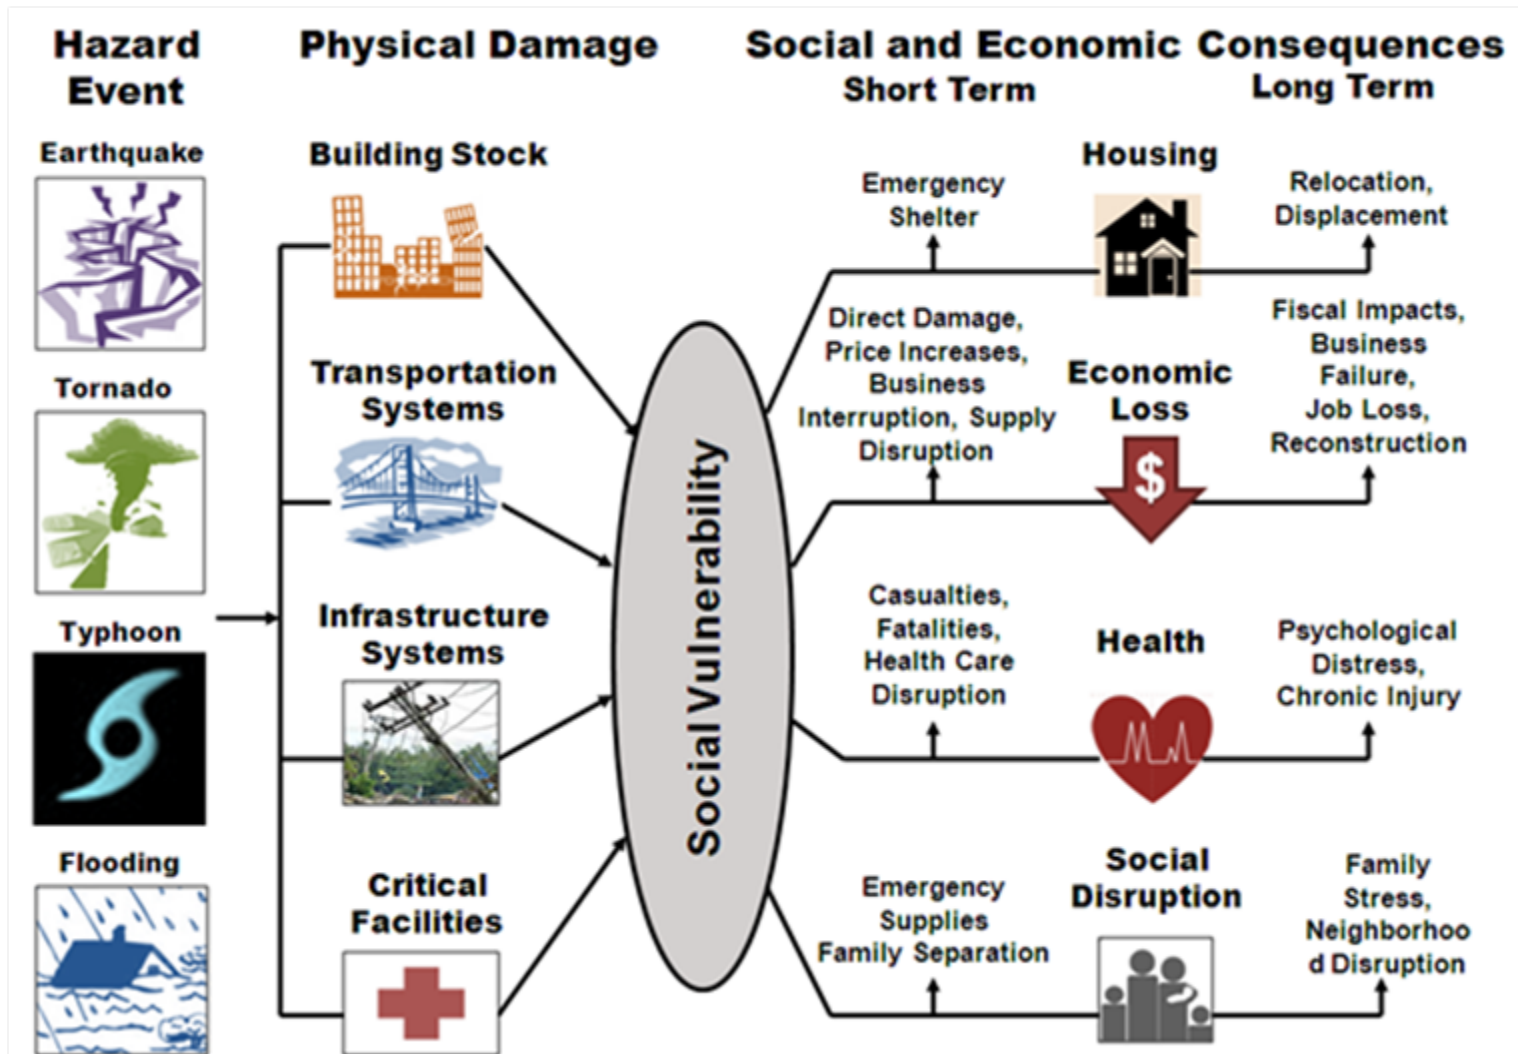 Hazard
Event
Physical Damage
Social and Economic Consequences
Short Term
Long Term
Earthquake
Tornado
Typhoon
Flooding
Building Stock
Transportation
Systems
Infrastructure
Systems
Critical
Facilities
Social Vulnerability
Emergency
Shelter
Housing
Relocation,
Displacement
Direct Damage,
Price Increases,
Business
Interruption, Supply
Disruption
Economic
Loss
$
Fiscal Impacts,
Business
Failure,
Job Loss,
Reconstruction
Casualties,
Fatalities,
Health Care
Disruption
Health
Psychological
Distress,
Chronic Injury
Emergency
Supplies
Family Separation
Social
Disruption
Family
Stress,
Neighborhoo
d Disruption